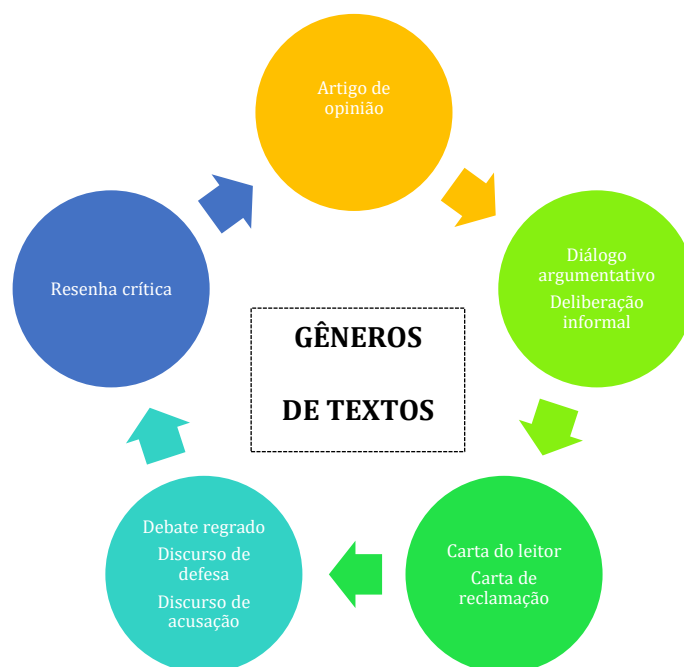 Artigo de
opinião
Diálogo
argumentativo
Deliberação
informal
Carta do leitor
Carta de
reclamação
Debate regrado
Discurso de
defesa
Discurso de
acusação
Resenha crítica
GÊNEROS
DE TEXTOS